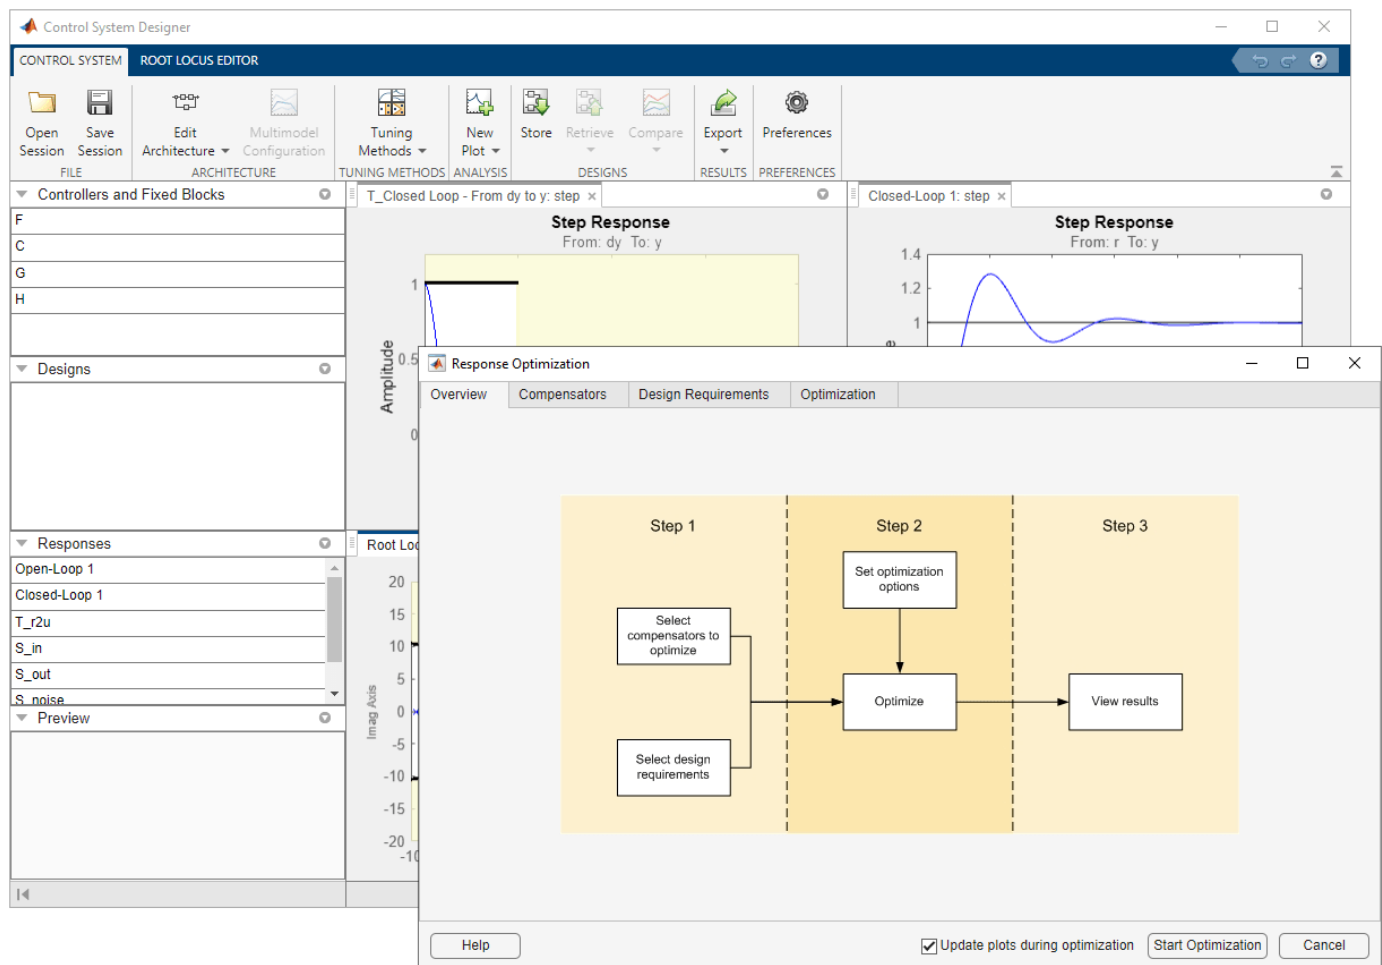 Control System Designer
CONTROL SYSTEM ROOT LOCUS EDITOR
Open Session
Save Session
Edit Architecture
Multimodel Configuration
Tuning Methods
New Plot
Store
Retrieve
Compare
Export
Preferences
FILE ARCHITECTURE TUNING METHODS ANALYSIS DESIGNS RESULTS PREFERENCES
Controllers and Fixed Blocks
F
C
G
H
Designs
Responses
Open-Loop 1
Closed-Loop 1
T_r2u
S_in
S_out
S_noise
Preview
T_Closed Loop - From dy to y: step
Step Response
From: dy To: y
Amplitude
1
0.5
0
Closed-Loop 1: step
Step Response
From: r To: y
1.4
1.2
1
Root Loc
Imag Axis
20
15
10
5
0
-5
-10
-15
-20
-10
Response Optimization
Overview Compensators Design Requirements Optimization
Step 1
Select
compensators to
optimize
Select design
requirements
Step 2
Set optimization
options
Optimize
Step 3
View results
Help
Update plots during optimization
Start Optimization
Cancel